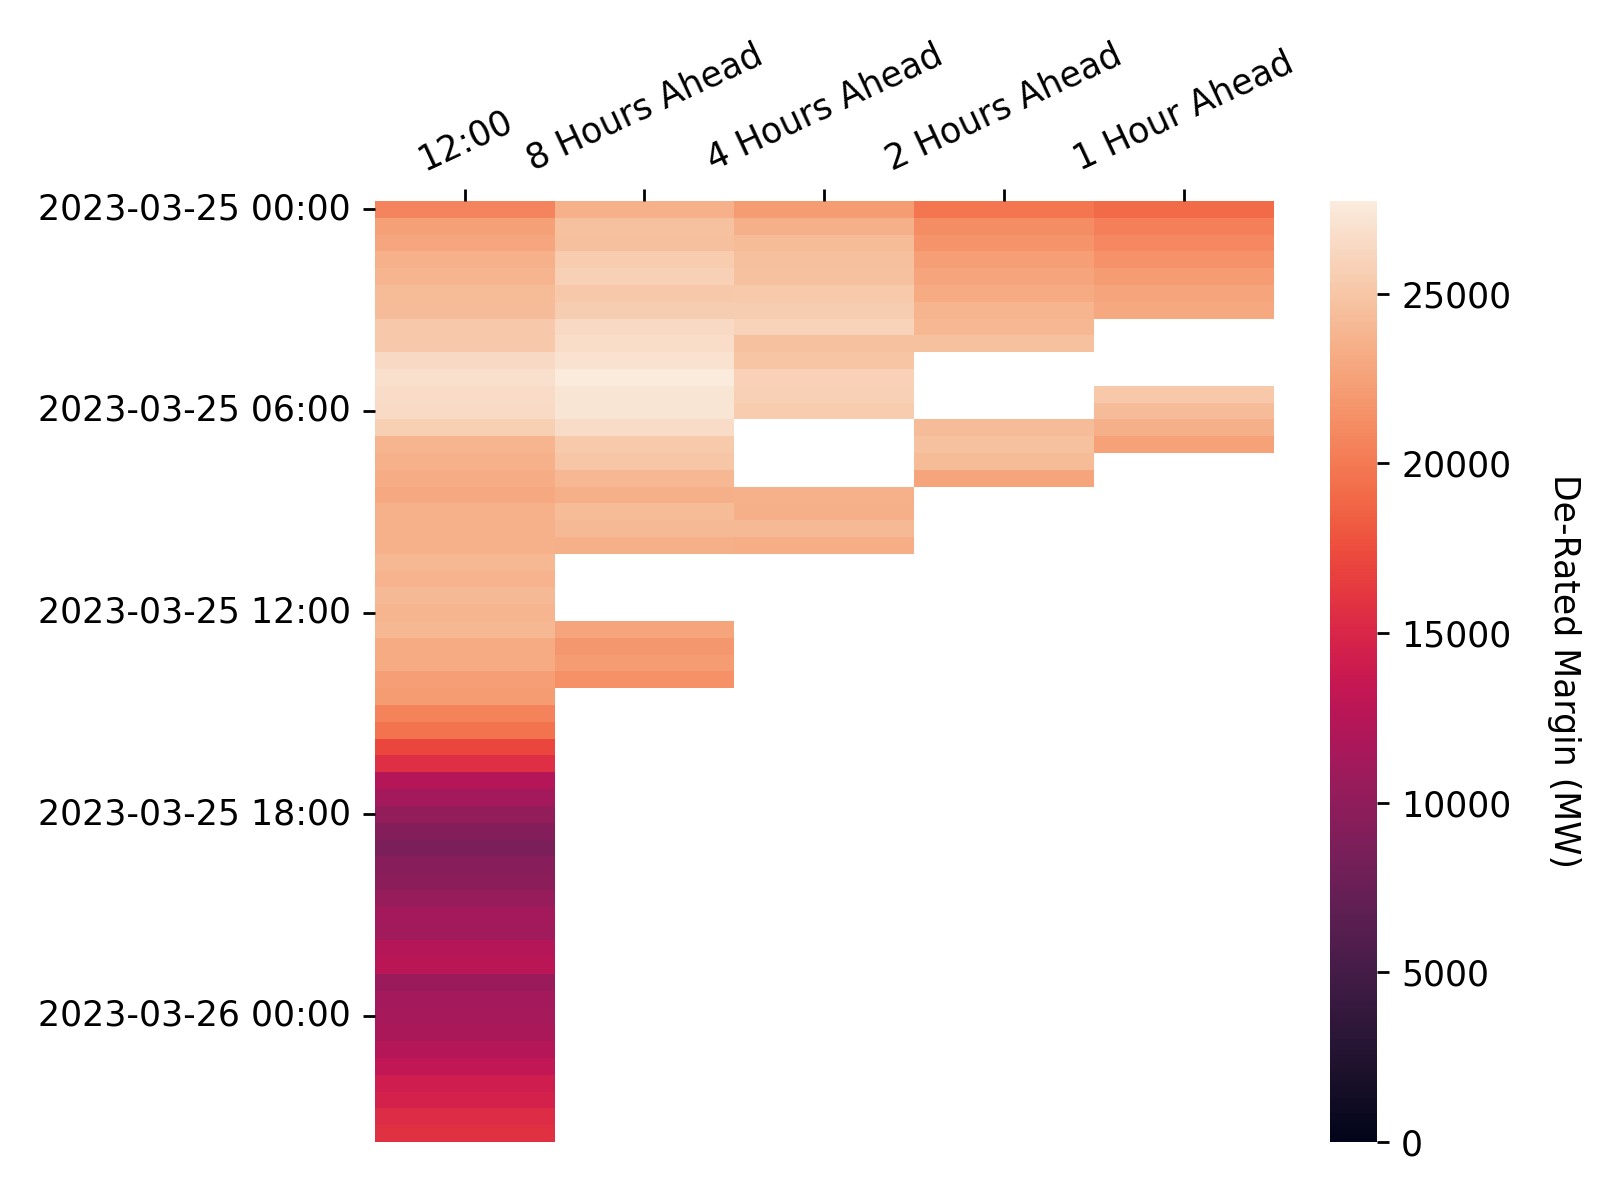 12:00
8 Hours Ahead
4 Hours Ahead
2 Hours Ahead
1 Hour Ahead
2023-03-25 00:00
2023-03-25 06:00
2023-03-25 12:00
2023-03-25 18:00
2023-03-26 00:00
25000
20000
15000
10000
5000
0
De-Rated Margin (MW)